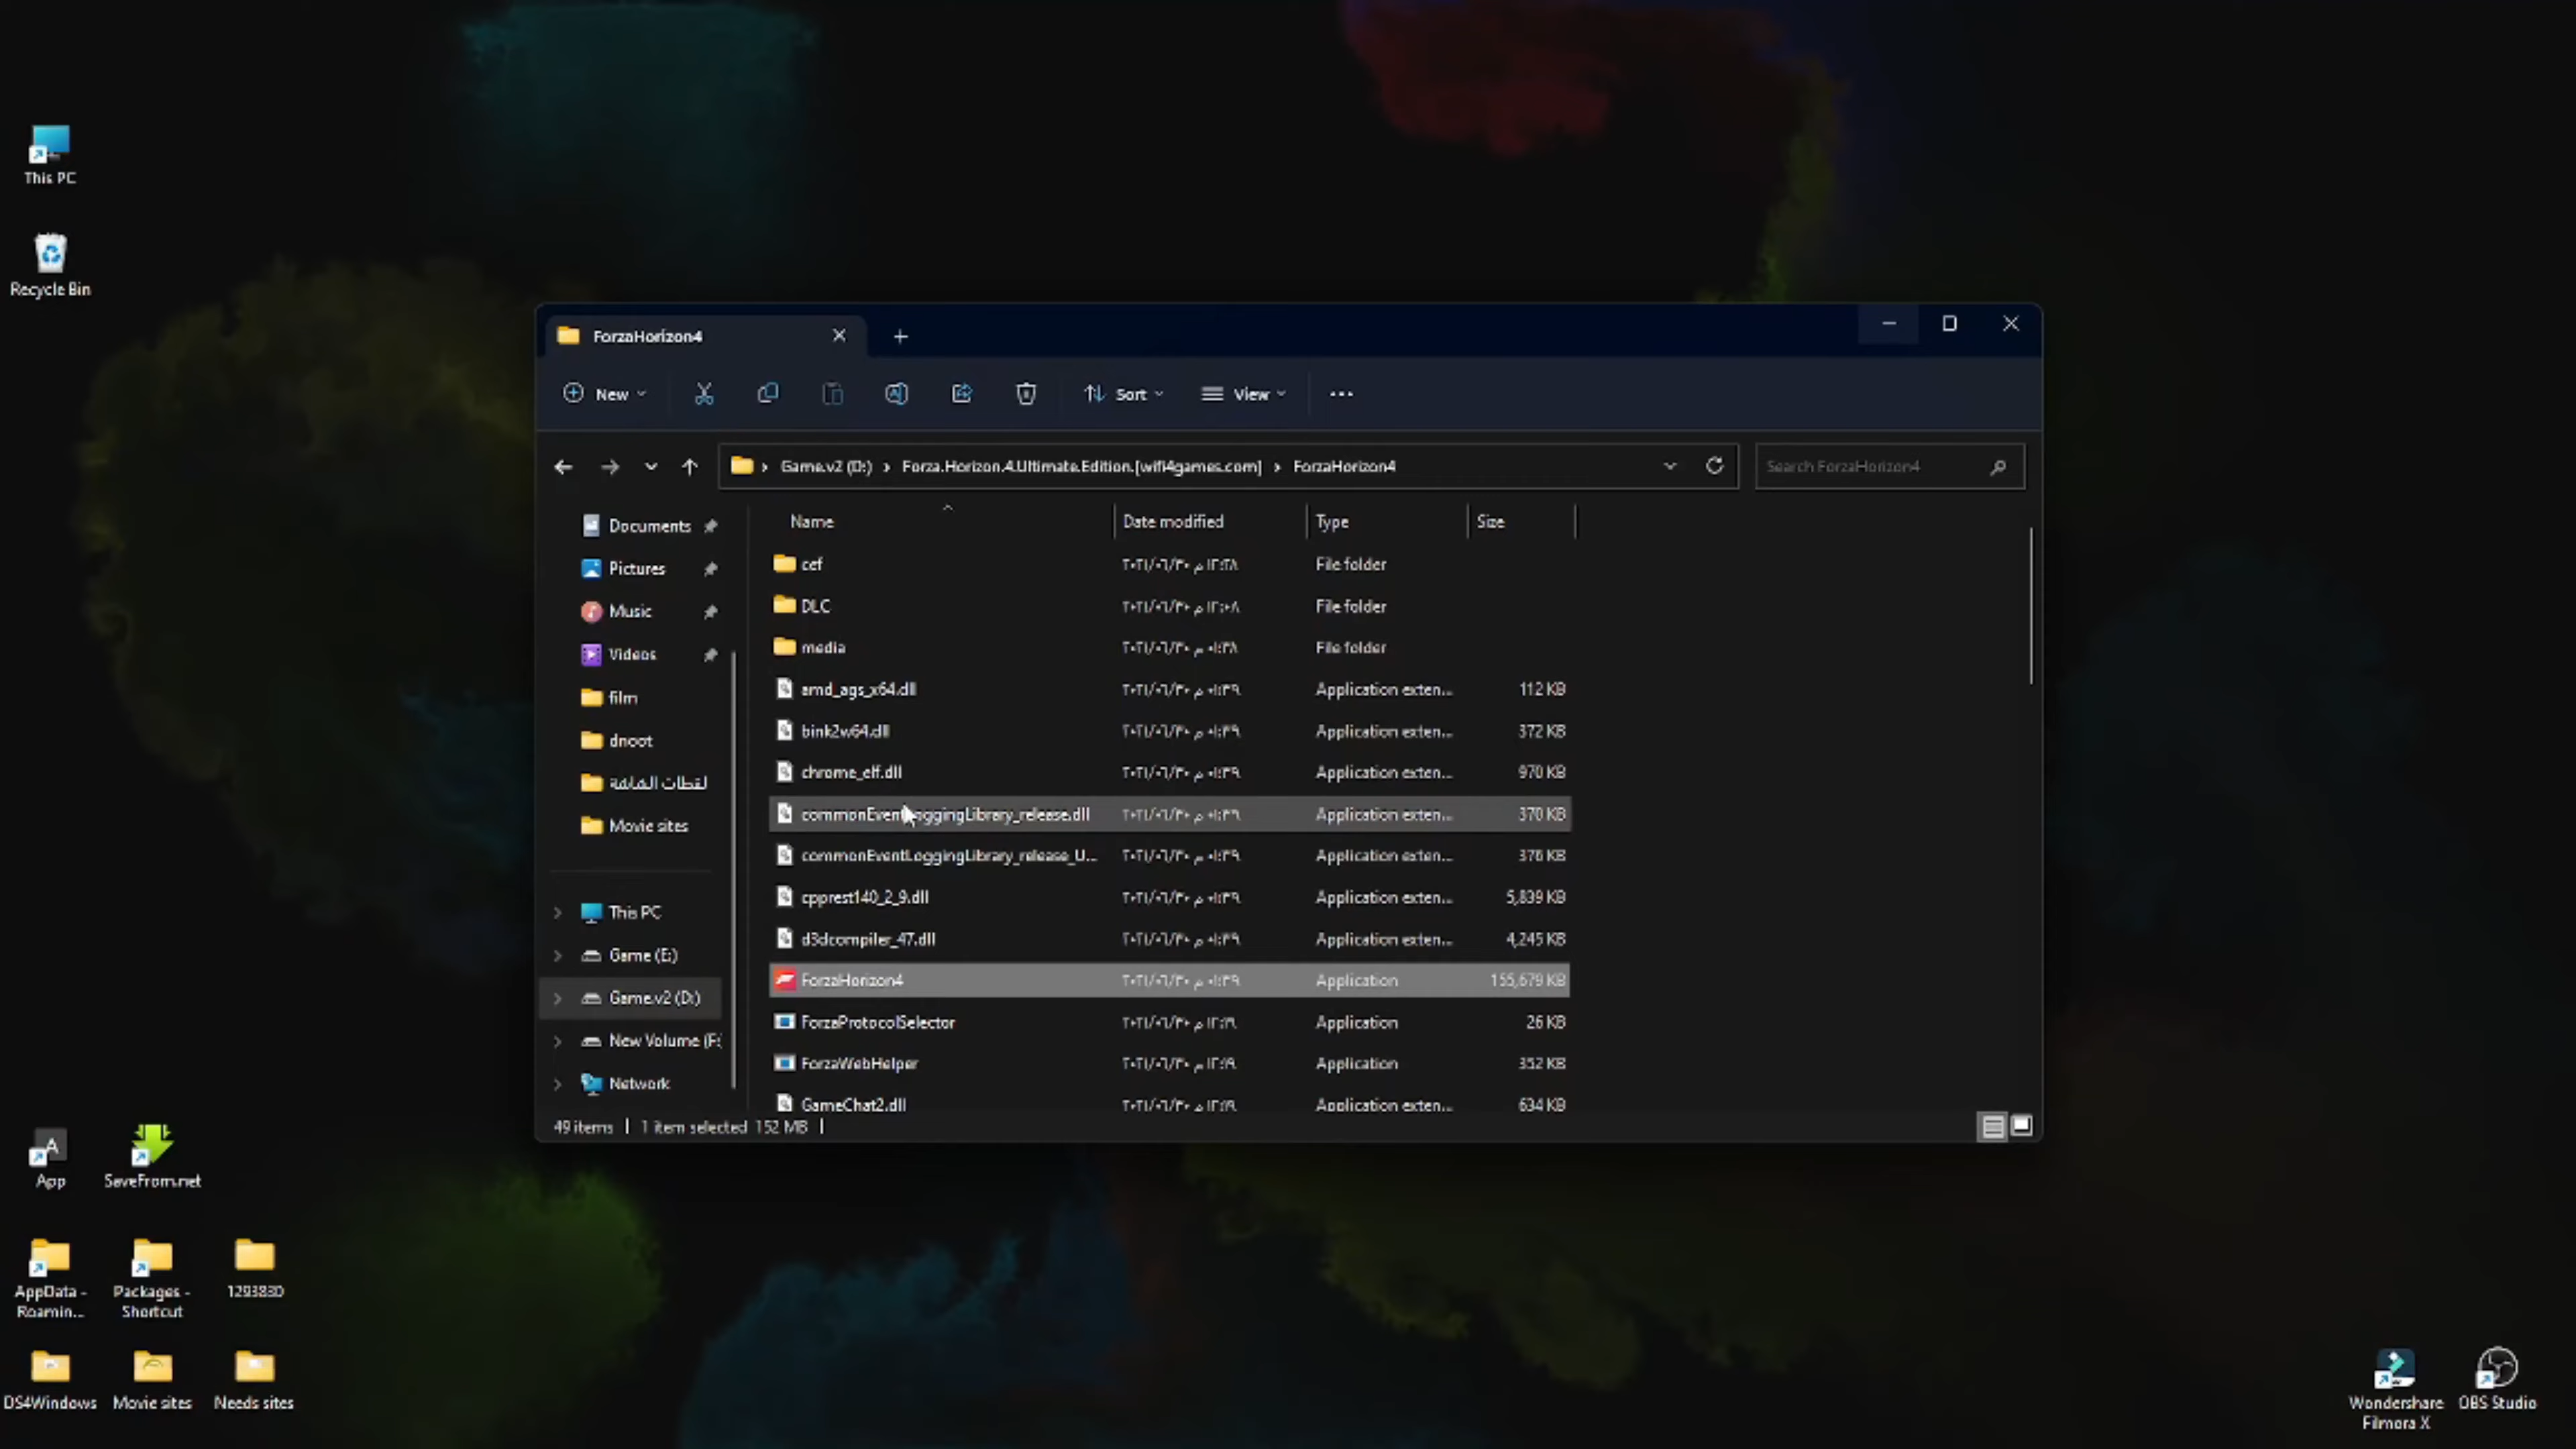 This PC
Recycle Bin
ForzaHorizon4
New
Sort
View
Game.v2 (D:) › Forza.Horizon.4.Ultimate.Edition.[wifi4games.com] › ForzaHorizon4
Search ForzaHorizon4
Documents
Pictures
Music
Videos
film
dnoot
لقطات الشاشة
Movie sites
This PC
Game (E:)
Game.v2 (D:)
New Volume (F:
Network
Name Date modified Type Size
cef File folder
DLC File folder
media File folder
amd_ags_x64.dll Application exten... 112 KB
bink2w64.dll Application exten... 372 KB
chrome_elf.dll Application exten... 970 KB
commonEventLoggingLibrary_release.dll Application exten... 370 KB
commonEventLoggingLibrary_release_U... Application exten... 376 KB
cpprest140_2_9.dll Application exten... 5,839 KB
d3dcompiler_47.dll Application exten... 4,245 KB
ForzaHorizon4 Application 155,679 KB
ForzaProtocolSelector Application 26 KB
ForzaWebHelper Application 352 KB
GameChat2.dll Application exten... 634 KB
49 items | 1 item selected 152 MB |
App
SaveFrom.net
AppData -
Roamin...
Packages -
Shortcut
1293830
DS4Windows
Movie sites
Needs sites
Wondershare
Filmora X
OBS Studio